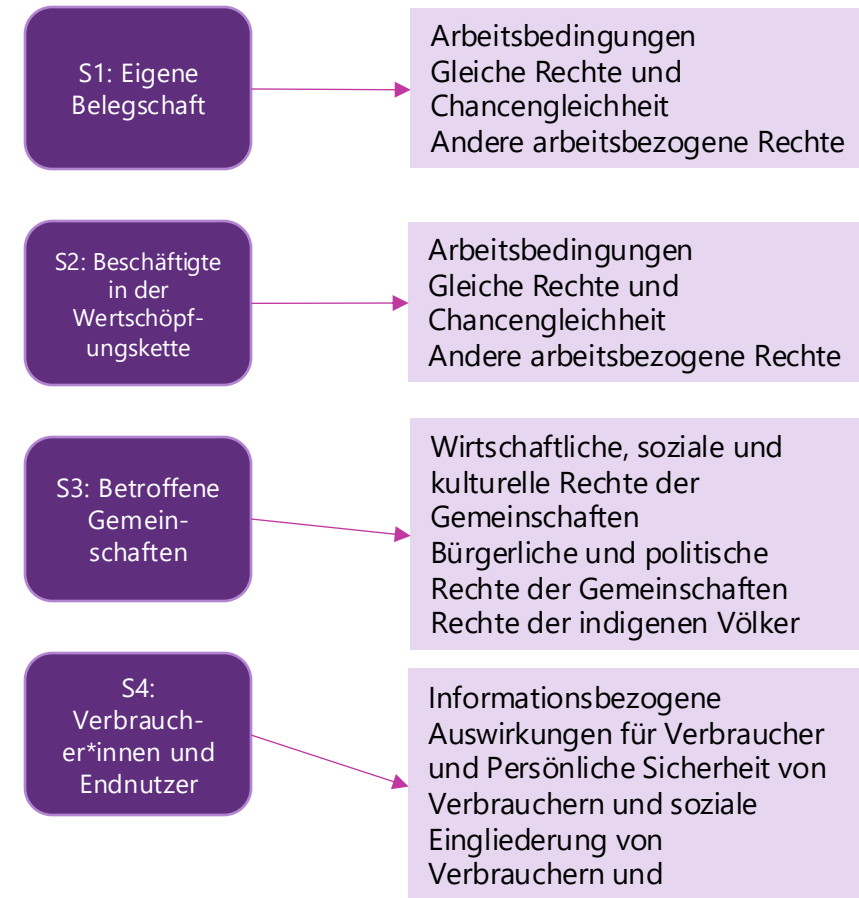 S1: Eigene
Belegschaft
Arbeitsbedingungen
Gleiche Rechte und
Chancengleichheit
Andere arbeitsbezogene Rechte
S2: Beschäftigte
in der
Wertschöpf-
ungskette
Arbeitsbedingungen
Gleiche Rechte und
Chancengleichheit
Andere arbeitsbezogene Rechte
S3: Betroffene
Gemein-
schaften
Wirtschaftliche, soziale und
kulturelle Rechte der
Gemeinschaften
Bürgerliche und politische
Rechte der Gemeinschaften
Rechte der indigenen Völker
S4:
Verbrauch-
er*innen und
Endnutzer
Informationsbezogene
Auswirkungen für Verbraucher
und Persönliche Sicherheit von
Verbrauchern und soziale
Eingliederung von
Verbrauchern und